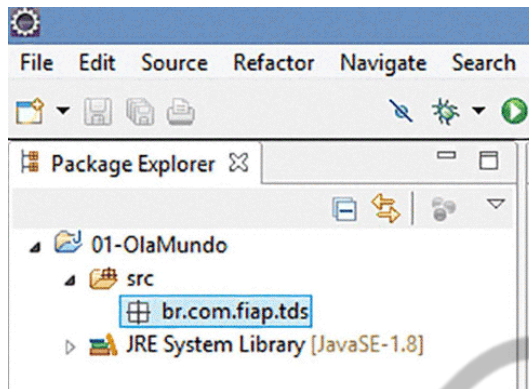 File Edit Source Refactor Navigate Search
Package Explorer
01-OlaMundo
src
br.com.fiap.tds
JRE System Library [JavaSE-1.8]